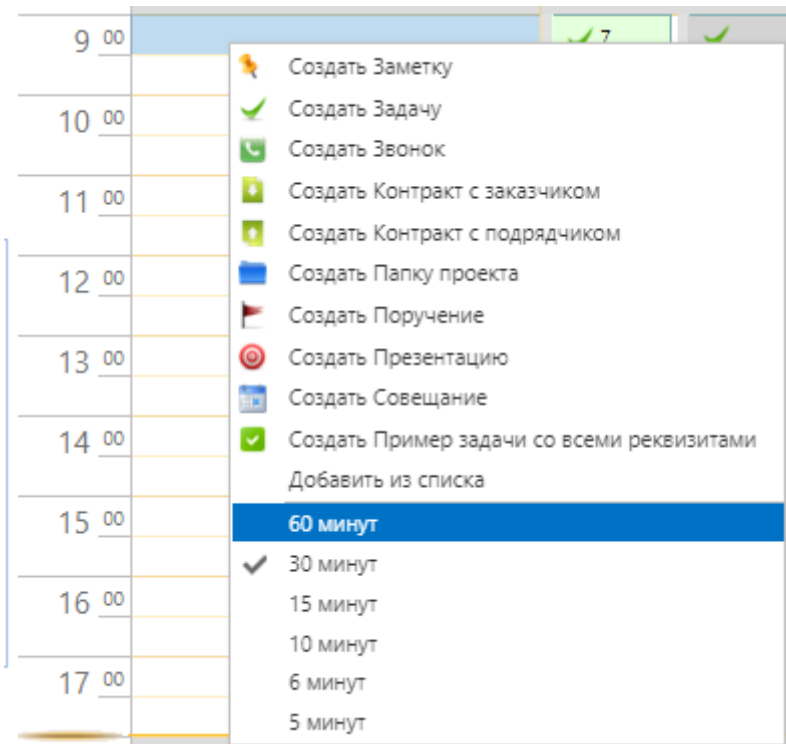 9 00
7
10 00
11 00
12 00
13 00
14 00
15 00
16 00
17 00
Создать Заметку
Создать Задачу
Создать Звонок
Создать Контракт с заказчиком
Создать Контракт с подрядчиком
Создать Папку проекта
Создать Поручение
Создать Презентацию
Создать Совещание
Создать Пример задачи со всеми реквизитами
Добавить из списка
60 минут
30 минут
15 минут
10 минут
6 минут
5 минут